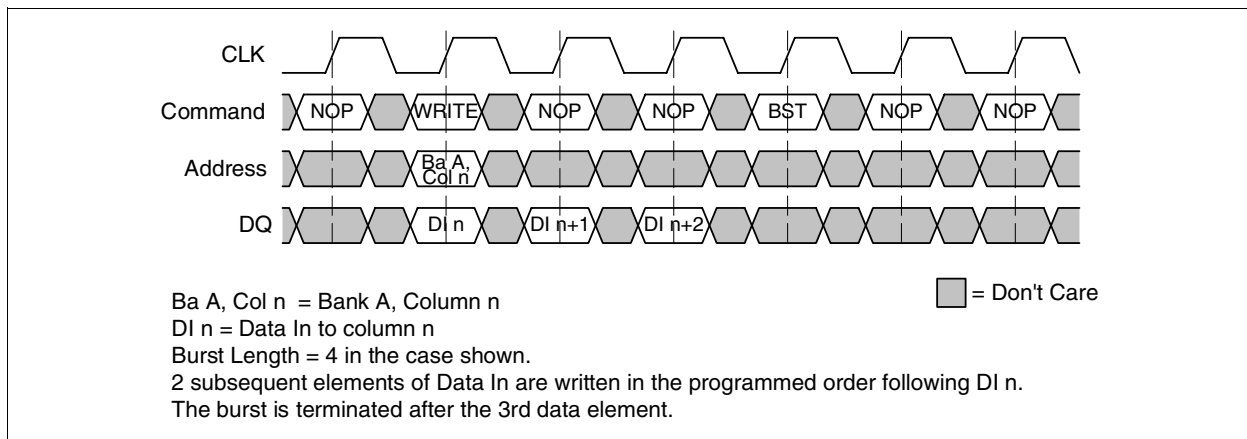 CLK
Command NOP WRITE NOP NOP BST NOP NOP
Address Ba A,
Col n
DQ DI n DI n+1 DI n+2
Ba A, Col n = Bank A, Column n
= Don't Care
DI n = Data In to column n
Burst Length = 4 in the case shown.
2 subsequent elements of Data In are written in the programmed order following DI n.
The burst is terminated after the 3rd data element.